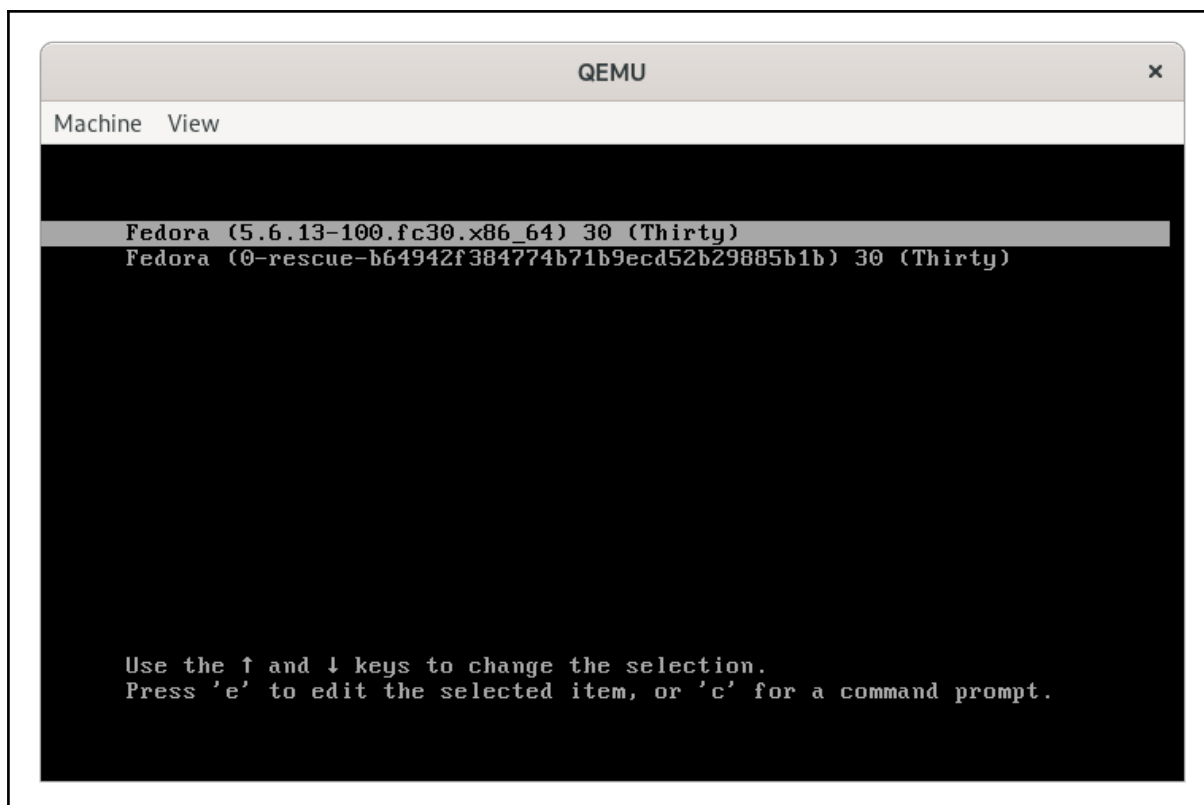 QEMU
Machine View
Fedora (5.6.13-100.fc30.x86_64) 30 (Thirty)
Fedora (0-rescue-b64942f384774b71b9ecd52b29885b1b) 30 (Thirty)
Use the ↑ and ↓ keys to change the selection.
Press 'e' to edit the selected item, or 'c' for a command prompt.